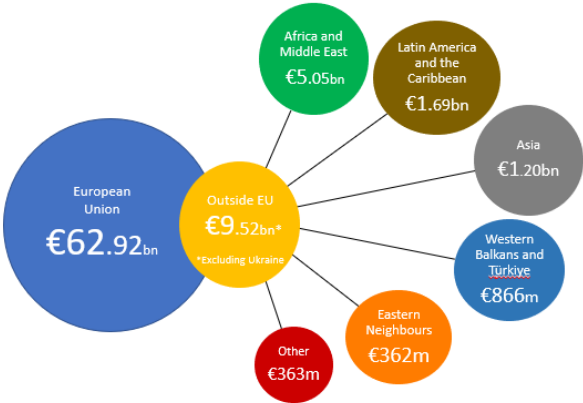 European
Union
€62.92bn
Outside EU
€9.52bn*
*Excluding Ukraine
Africa and
Middle East
€5.05bn
Latin America
and the
Caribbean
€1.69bn
Asia
€1.20bn
Western
Balkans and
Türkiye
€866m
Eastern
Neighbours
€362m
Other
€363m